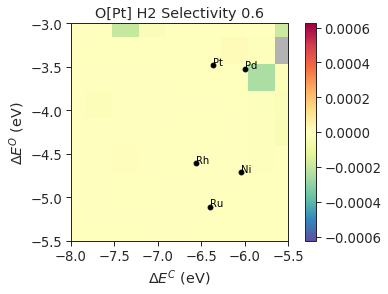 O[Pt] H2 Selectivity 0.6
−3.0
−3.5
−4.0
−4.5
−5.0
−5.5
ΔE^O (eV)
Pt
Pd
Rh
Ni
Ru
−8.0 −7.5 −7.0 −6.5 −6.0 −5.5
ΔE^C (eV)
0.0006
0.0004
0.0002
0.0000
−0.0002
−0.0004
−0.0006